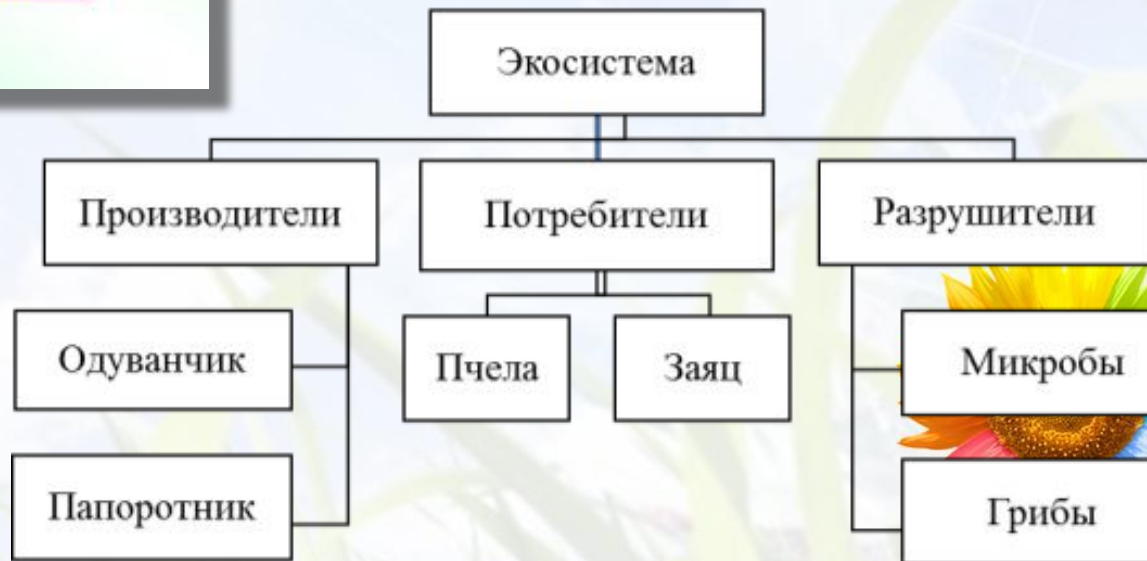 Экосистема
Производители
Потребители
Разрушители
Одуванчик
Пчела
Заяц
Микробы
Папоротник
Грибы